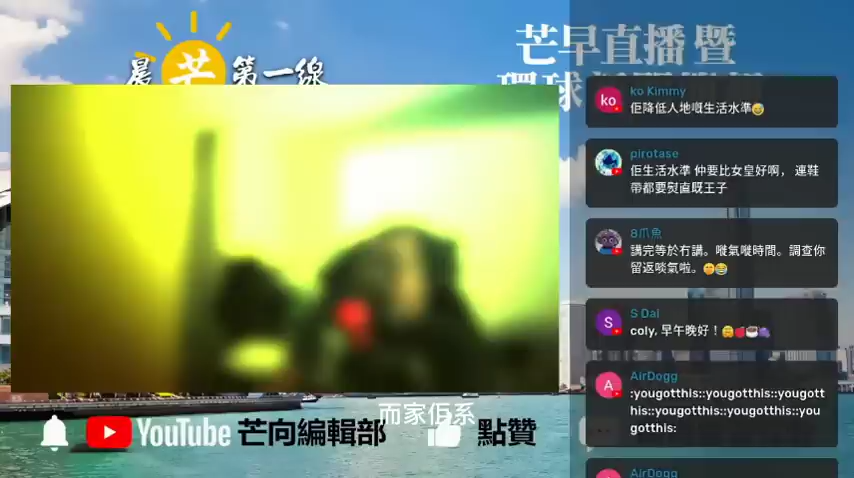 晨芒第一線
芒早直播暨
ko Kimmy
佢降低人地嘅生活水準😅
pirotase
佢生活水準 仲要比女皇好啊， 連鞋
帶都要熨直既王子
8爪魚
講完等於冇講。嘥氣嘥時間。調查你
留返啖氣啦。🤭😂
S Dai
coly, 早午晚好！
AirDogg
:yougotthis::yougotthis::yougott
his::yougotthis::yougotthis::you
gotthis:
AirDogg
而家佢系
YouTube 芒向編輯部 點贊